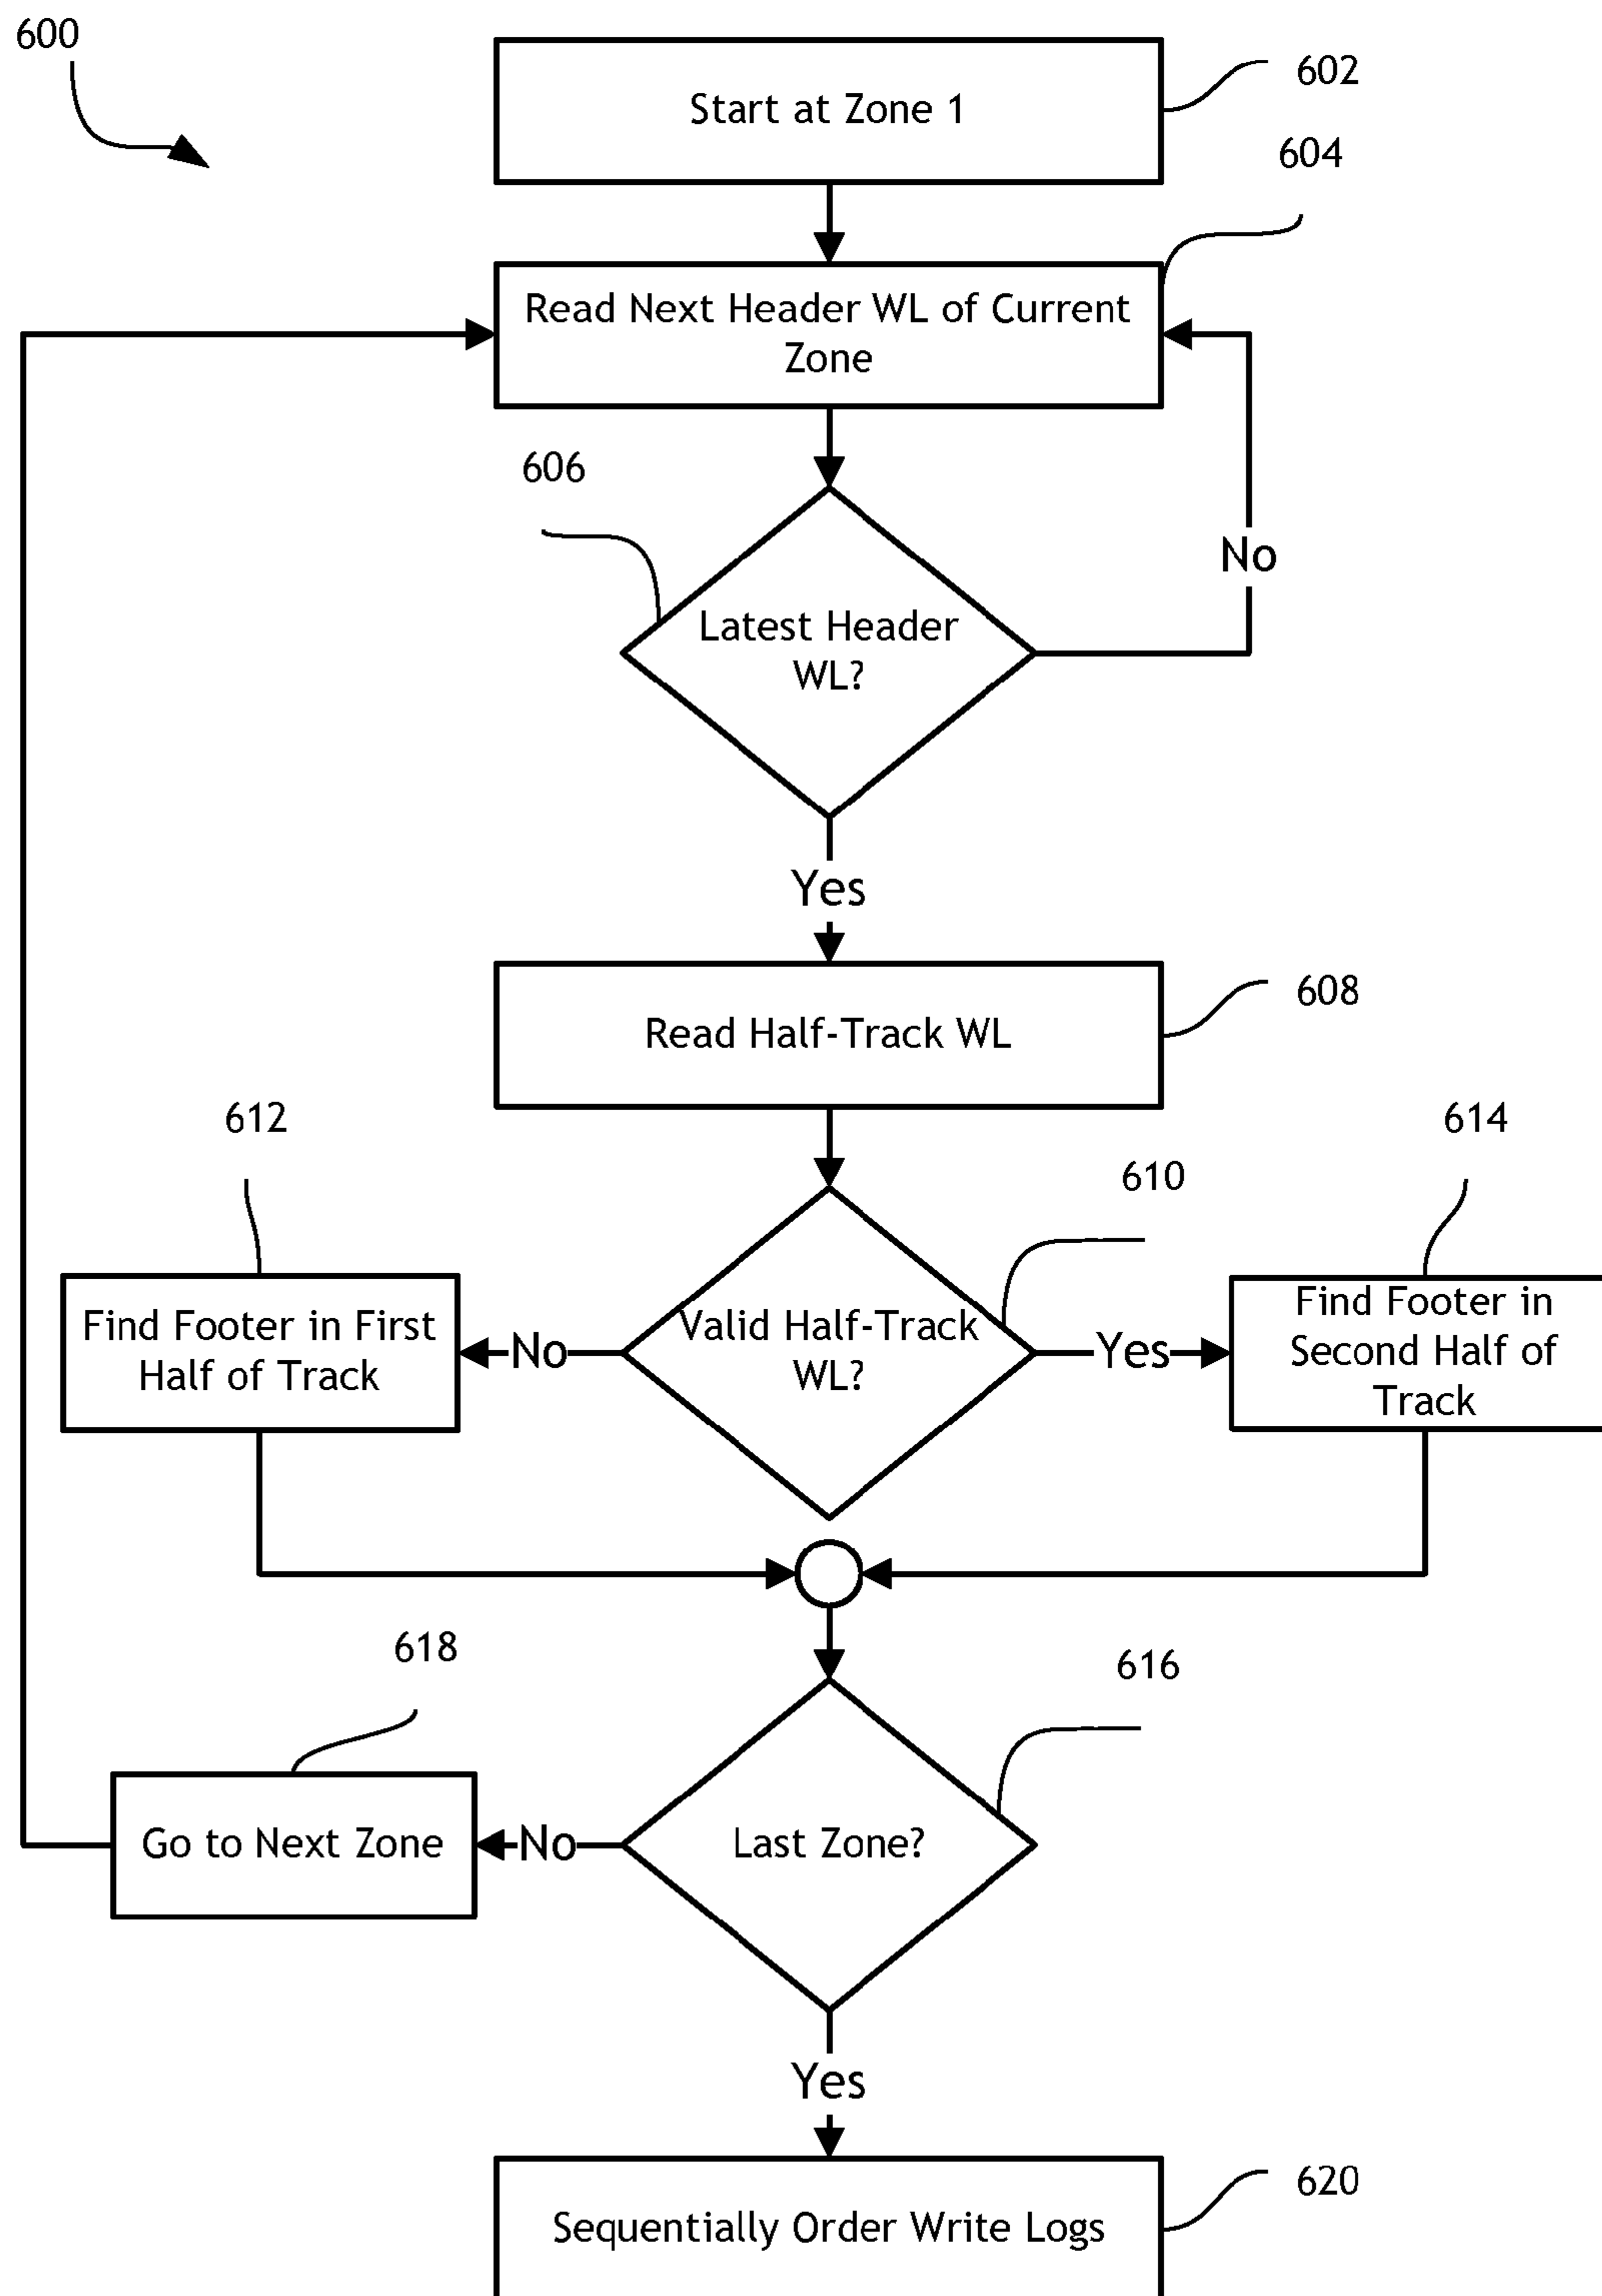 600
Start at Zone 1
602
604
Read Next Header WL of Current
Zone
606
No
Latest Header
WL?
Yes
Read Half-Track WL
608
612
614
610
Find Footer in First
Half of Track
No
Valid Half-Track
WL?
Yes
Find Footer in
Second Half of
Track
618
616
Go to Next Zone
No
Last Zone?
Yes
Sequentially Order Write Logs
620